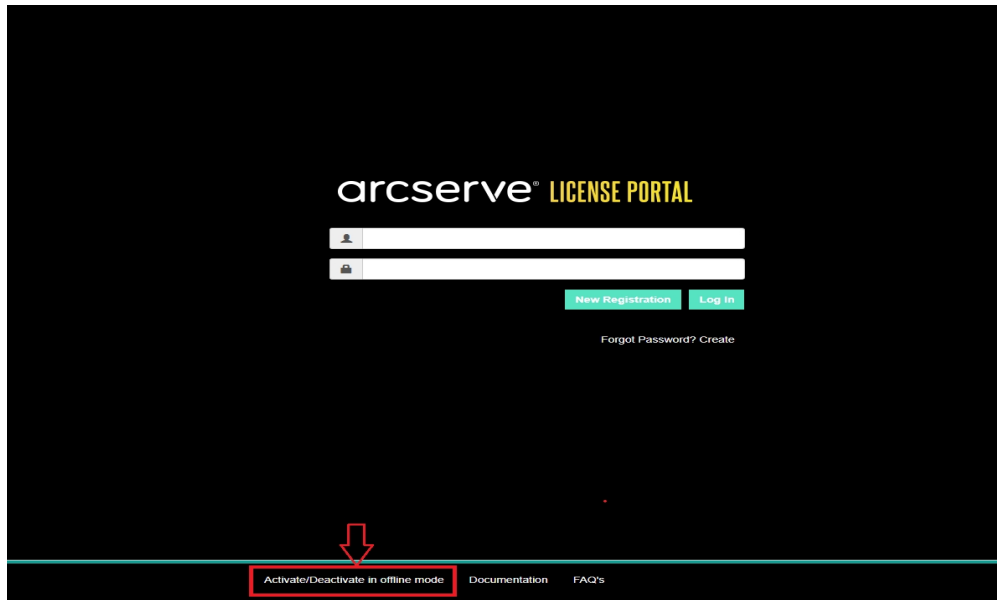 arcserve® LICENSE PORTAL
New Registration Log In
Forgot Password? Create
Activate/Deactivate in offline mode Documentation FAQ's